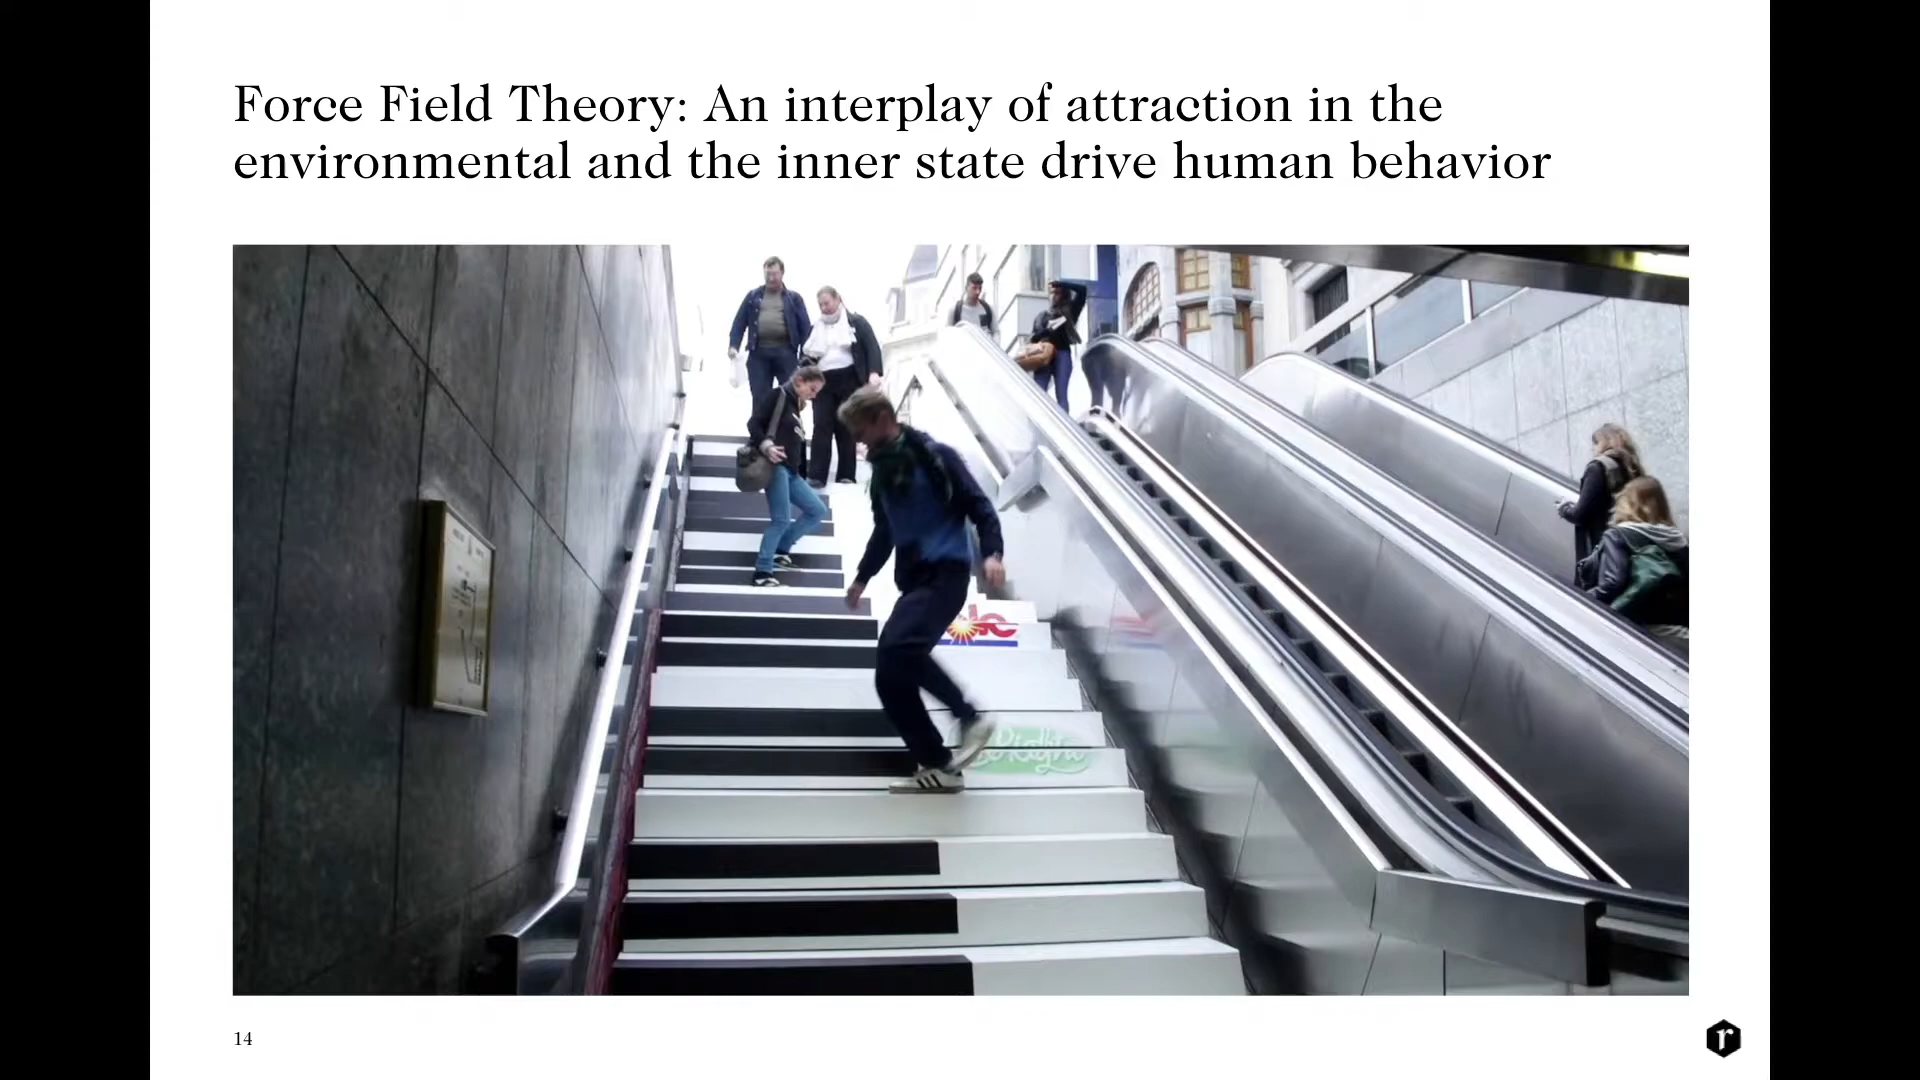 Force Field Theory: An interplay of attraction in the
environmental and the inner state drive human behavior
14
r